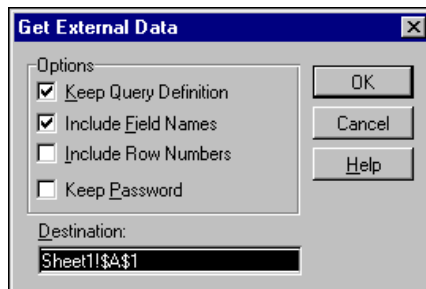 Get External Data
Options
Keep Query Definition
Include Field Names
Include Row Numbers
Keep Password
OK
Cancel
Help
Destination:
Sheet1!$A$1